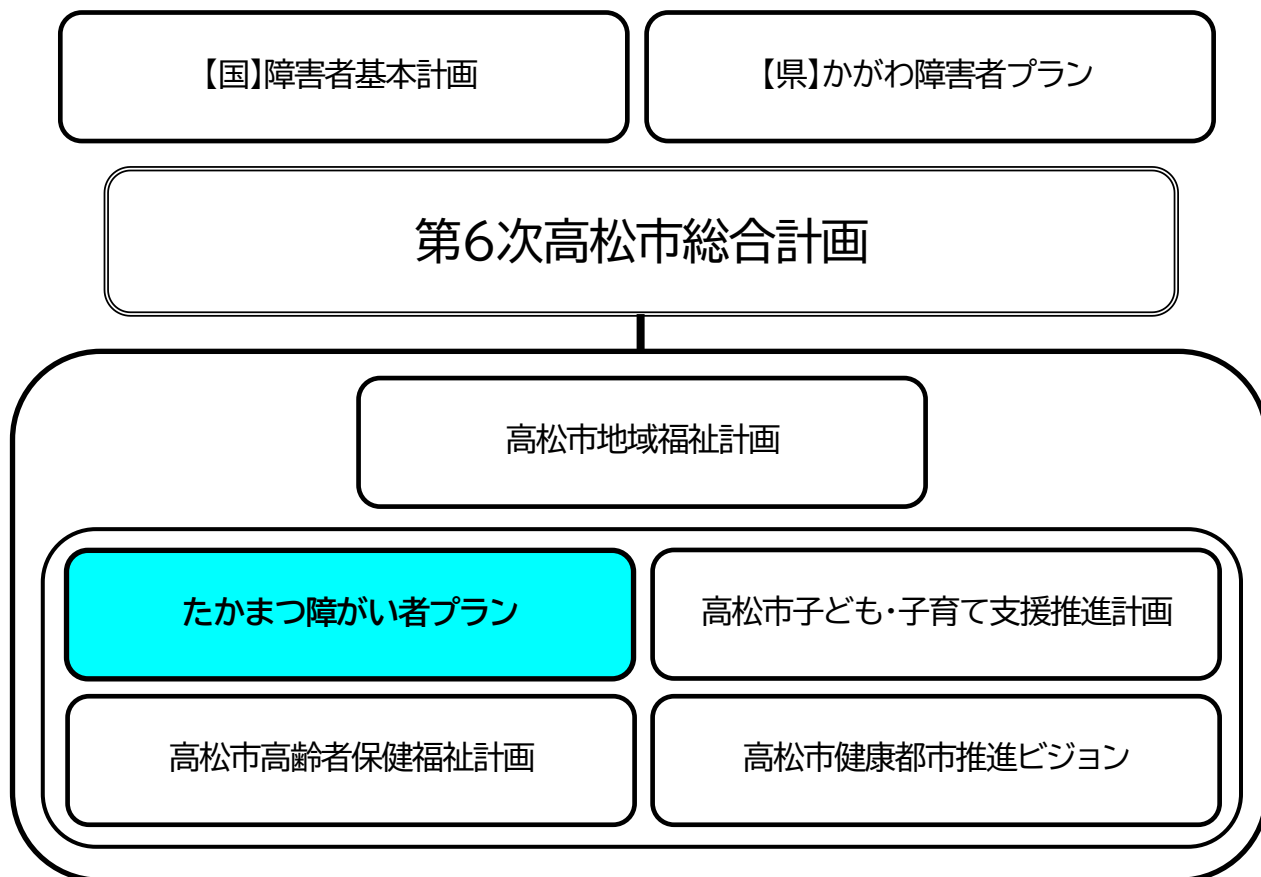 【国】障害者基本計画
【県】かがわ障害者プラン
第6次高松市総合計画
高松市地域福祉計画
たかまつ障がい者プラン
高松市子ども・子育て支援推進計画
高松市高齢者保健福祉計画
高松市健康都市推進ビジョン